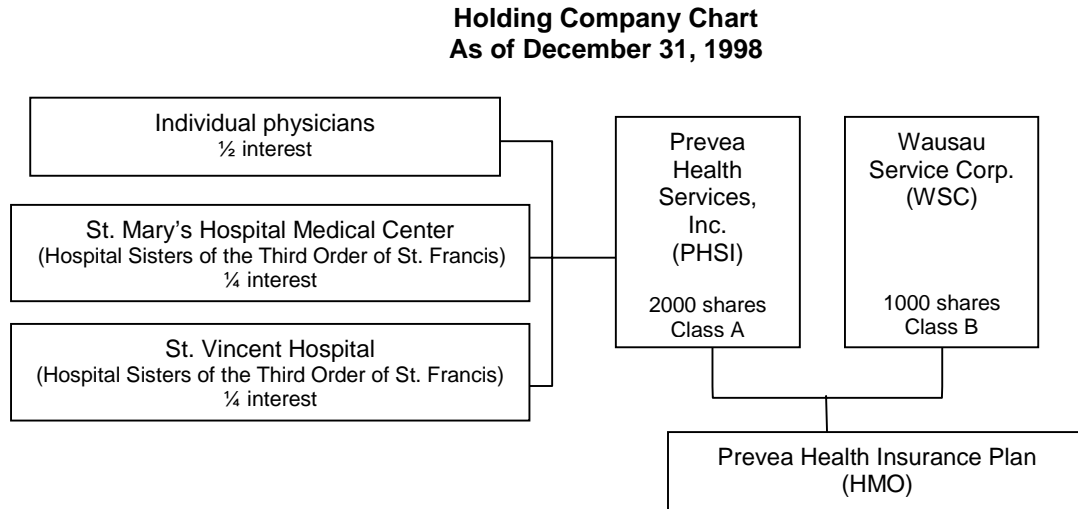 Holding Company Chart
As of December 31, 1998
Individual physicians
½ interest
St. Mary’s Hospital Medical Center
(Hospital Sisters of the Third Order of St. Francis)
¼ interest
St. Vincent Hospital
(Hospital Sisters of the Third Order of St. Francis)
¼ interest
Prevea
Health
Services,
Inc.
(PHSI)
2000 shares
Class A
Wausau
Service Corp.
(WSC)
1000 shares
Class B
Prevea Health Insurance Plan
(HMO)